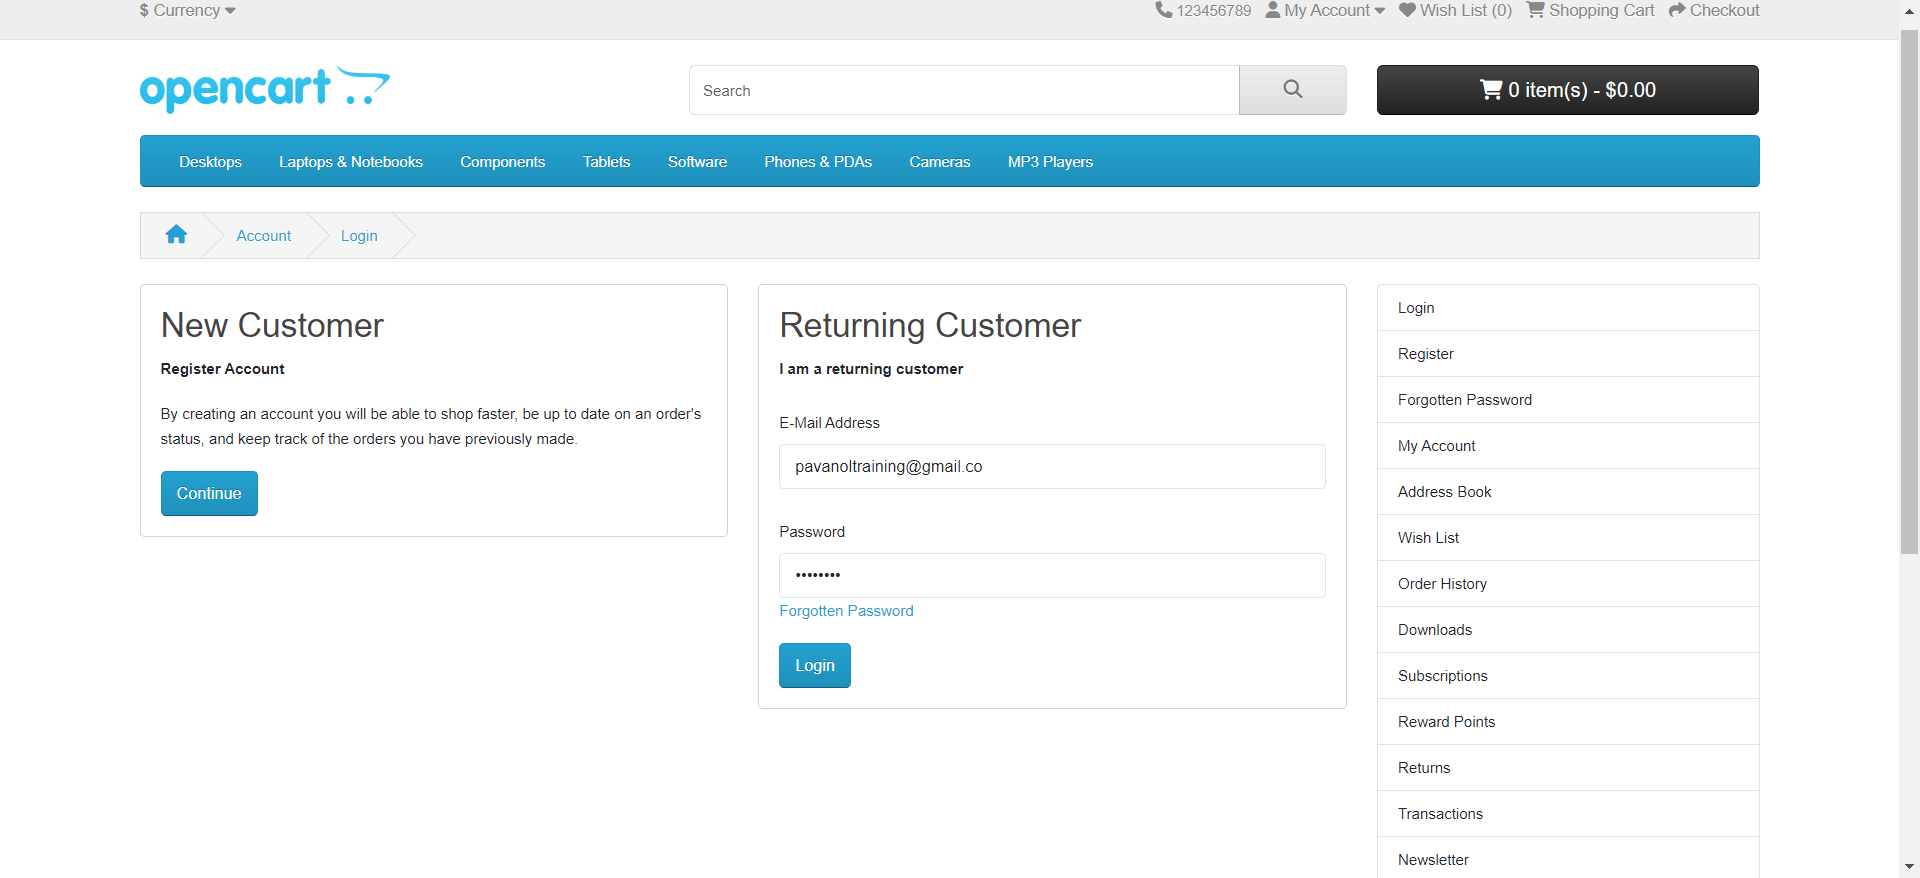 $ Currency
123456789 My Account Wish List (0) Shopping Cart Checkout
opencart
Search
0 item(s) - $0.00
Desktops Laptops & Notebooks Components Tablets Software Phones & PDAs Cameras MP3 Players
Account Login
New Customer
Register Account
By creating an account you will be able to shop faster, be up to date on an order's
status, and keep track of the orders you have previously made.
Continue
Returning Customer
I am a returning customer
E-Mail Address
pavanoltraining@gmail.co
Password
••••••••
Forgotten Password
Login
Login
Register
Forgotten Password
My Account
Address Book
Wish List
Order History
Downloads
Subscriptions
Reward Points
Returns
Transactions
Newsletter